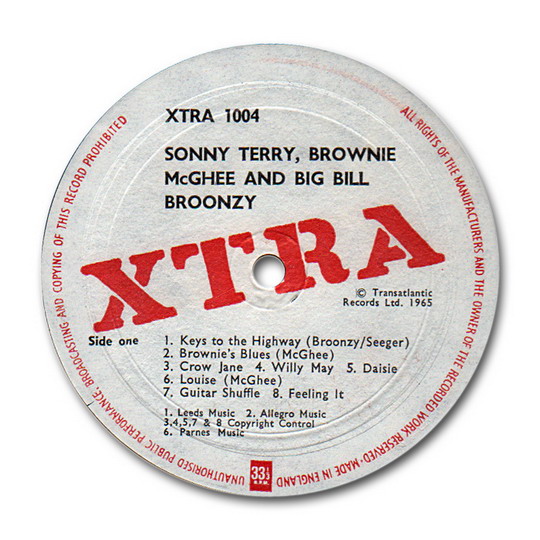 XTRA 1004
SONNY TERRY, BROWNIE
McGHEE AND BIG BILL
BROONZY
XTRA
© Transatlantic
Records Ltd. 1965
Side one
1. Keys to the Highway (Broonzy/Seeger)
2. Brownie's Blues (McGhee)
3. Crow Jane 4. Willy May 5. Daisie
6. Louise (McGhee)
7. Guitar Shuffle 8. Feeling It
1. Leeds Music 2. Allegro Music
3,4,5,7 & 8 Copyright Control
6. Parnes Music
33⅓
R.P.M.
ALL RIGHTS OF THE MANUFACTURERS AND THE OWNER OF THE RECORDED WORK RESERVED·MADE IN ENGLAND
UNAUTHORISED PUBLIC PERFORMANCE, BROADCASTING AND COPYING OF THIS RECORD PROHIBITED